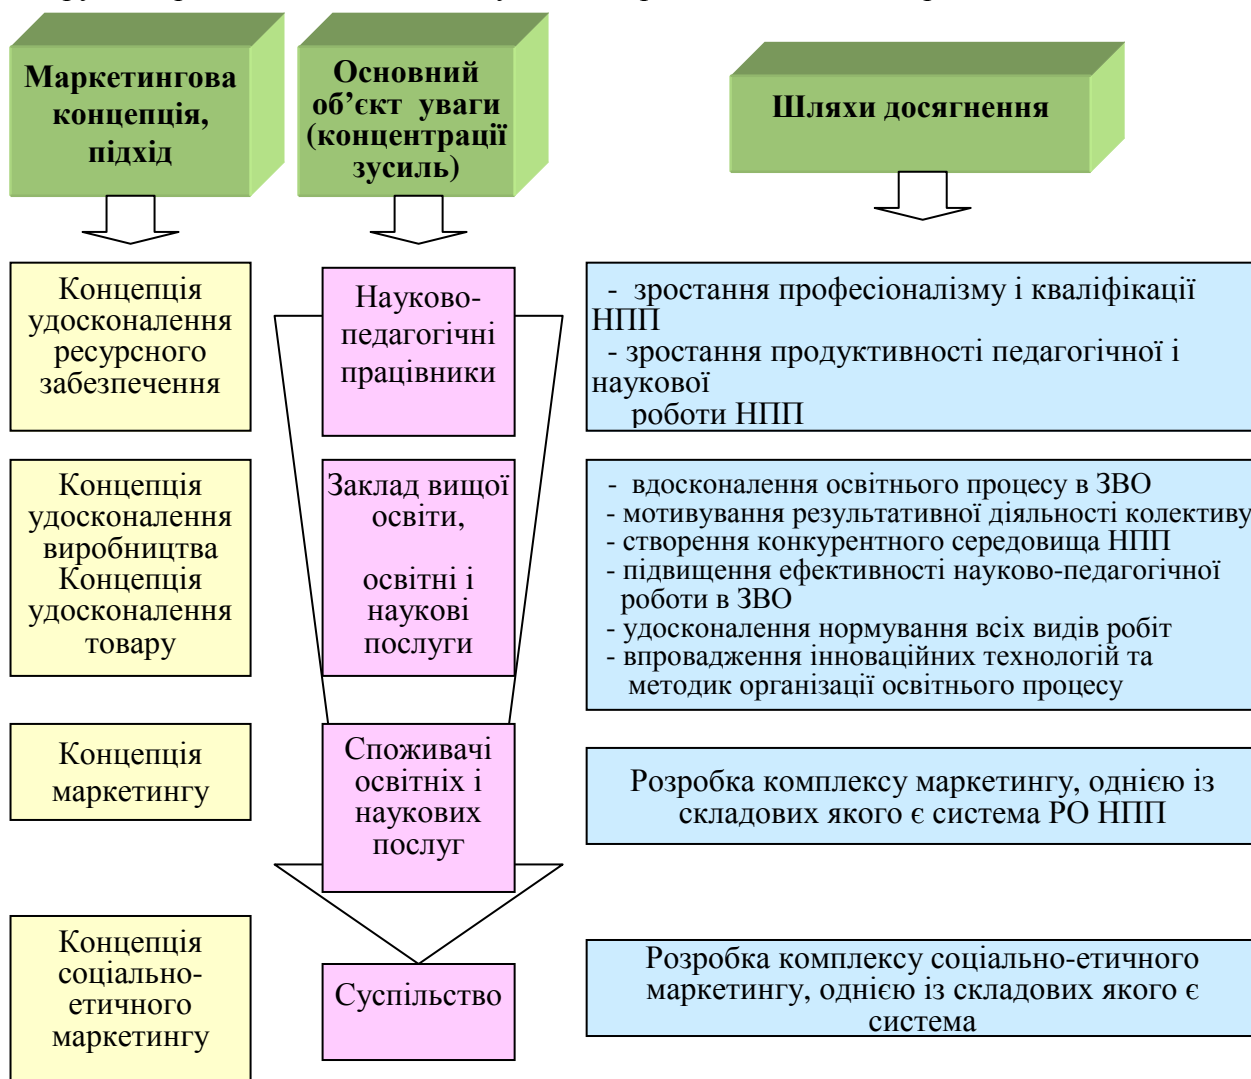 Маркетингова
концепція,
підхід
Основний
об’єкт уваги
(концентрації
зусиль)
Шляхи досягнення
Концепція
удосконалення
ресурсного
забезпечення
Науково-
педагогічні
працівники
- зростання професіоналізму і кваліфікації
НПП
- зростання продуктивності педагогічної і
наукової
роботи НПП
Концепція
удосконалення
виробництва
Концепція
удосконалення
товару
Заклад вищої
освіти,
освітні і
наукові
послуги
- вдосконалення освітнього процесу в ЗВО
- мотивування результативної діяльності колективу
- створення конкурентного середовища НПП
- підвищення ефективності науково-педагогічної
роботи в ЗВО
- удосконалення нормування всіх видів робіт
- впровадження інноваційних технологій та
методик організації освітнього процесу
Концепція
маркетингу
Споживачі
освітніх і
наукових
послуг
Розробка комплексу маркетингу, однією із
складових якого є система РО НПП
Концепція
соціально-
етичного
маркетингу
Суспільство
Розробка комплексу соціально-етичного
маркетингу, однією із складових якого є
система